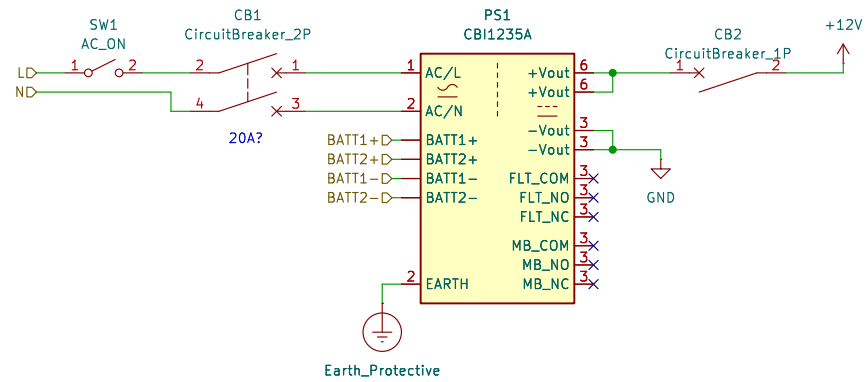 SW1
AC_ON
CB1
CircuitBreaker_2P
PS1
CBI1235A
CB2
CircuitBreaker_1P
+12V
L 1 2 2 1 1 AC/L +Vout 6 1 2
N 6 +Vout
4 3 2 AC/N
20A?
-Vout 3
BATT1+ BATT1+ -Vout 3
BATT2+ BATT2+
BATT1- BATT1- FLT_COM 3
BATT2- BATT2- FLT_NO 3
GND
FLT_NC 3
MB_COM 3
MB_NO 3
2 EARTH MB_NC 3
Earth_Protective